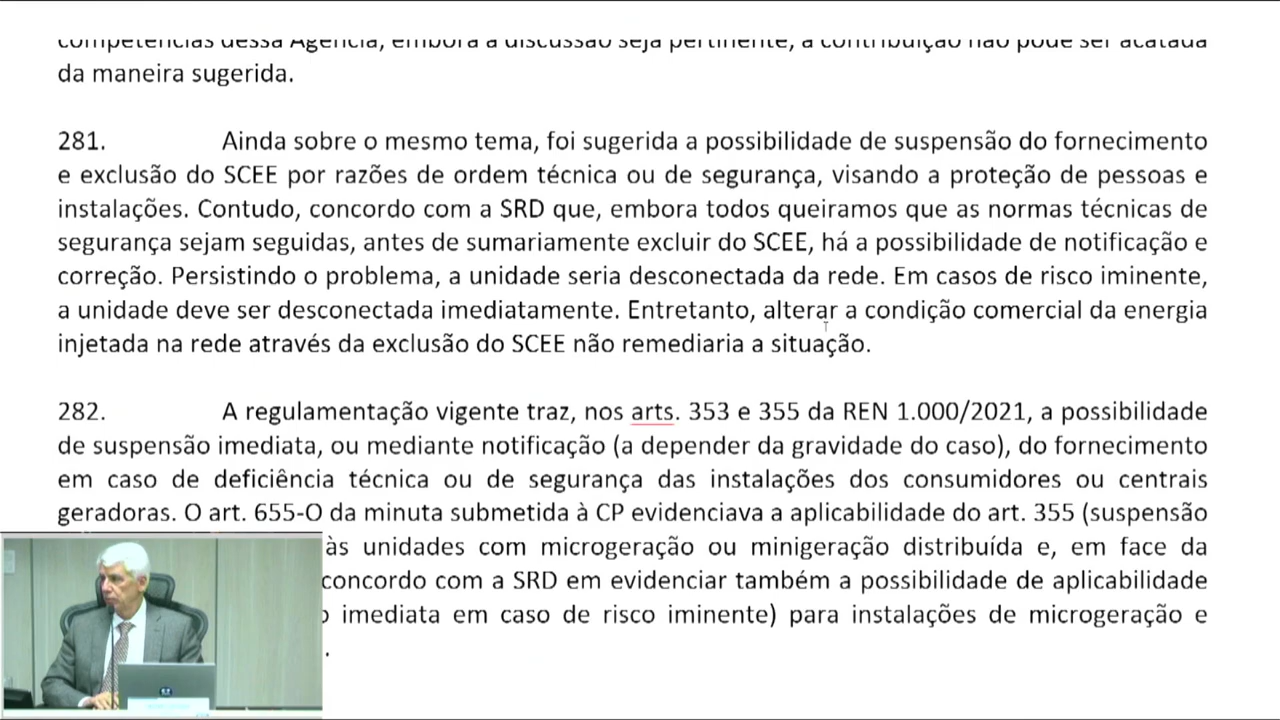 competências dessa Agência, embora a discussão seja pertinente, a contribuição não pode ser acatada
da maneira sugerida.
281. Ainda sobre o mesmo tema, foi sugerida a possibilidade de suspensão do fornecimento
e exclusão do SCEE por razões de ordem técnica ou de segurança, visando a proteção de pessoas e
instalações. Contudo, concordo com a SRD que, embora todos queiramos que as normas técnicas de
segurança sejam seguidas, antes de sumariamente excluir do SCEE, há a possibilidade de notificação e
correção. Persistindo o problema, a unidade seria desconectada da rede. Em casos de risco iminente,
a unidade deve ser desconectada imediatamente. Entretanto, alterar a condição comercial da energia
injetada na rede através da exclusão do SCEE não remediaria a situação.
282. A regulamentação vigente traz, nos arts. 353 e 355 da REN 1.000/2021, a possibilidade
de suspensão imediata, ou mediante notificação (a depender da gravidade do caso), do fornecimento
em caso de deficiência técnica ou de segurança das instalações dos consumidores ou centrais
geradoras. O art. 655-O da minuta submetida à CP evidenciava a aplicabilidade do art. 355 (suspensão
às unidades com microgeração ou minigeração distribuída e, em face da
concordo com a SRD em evidenciar também a possibilidade de aplicabilidade
imediata em caso de risco iminente) para instalações de microgeração e
.